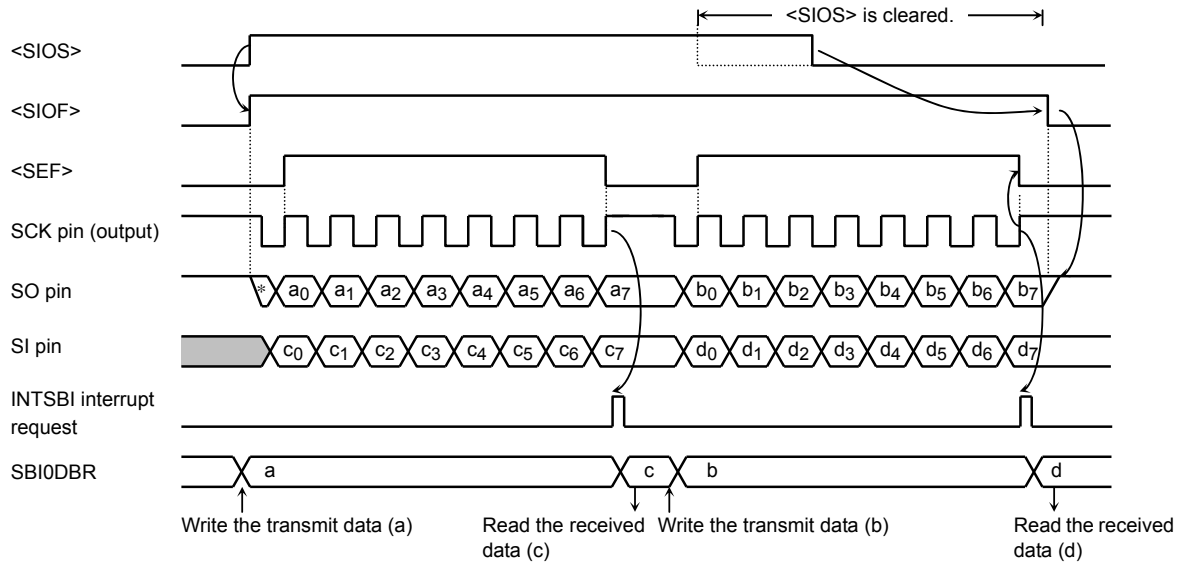 <SIOS> is cleared.
<SIOS>
<SIOF>
<SEF>
SCK pin (output)
SO pin
* a0 a1 a2 a3 a4 a5 a6 a7 b0 b1 b2 b3 b4 b5 b6 b7
SI pin
c0 c1 c2 c3 c4 c5 c6 c7 d0 d1 d2 d3 d4 d5 d6 d7
INTSBI interrupt
request
SBI0DBR
a c b d
Write the transmit data (a)
Read the received
data (c)
Write the transmit data (b)
Read the received
data (d)